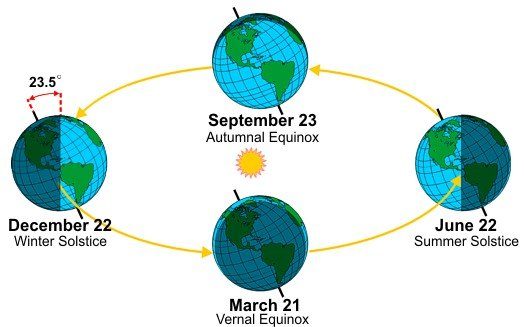 23.5°
September 23
Autumnal Equinox
December 22
Winter Solstice
June 22
Summer Solstice
March 21
Vernal Equinox